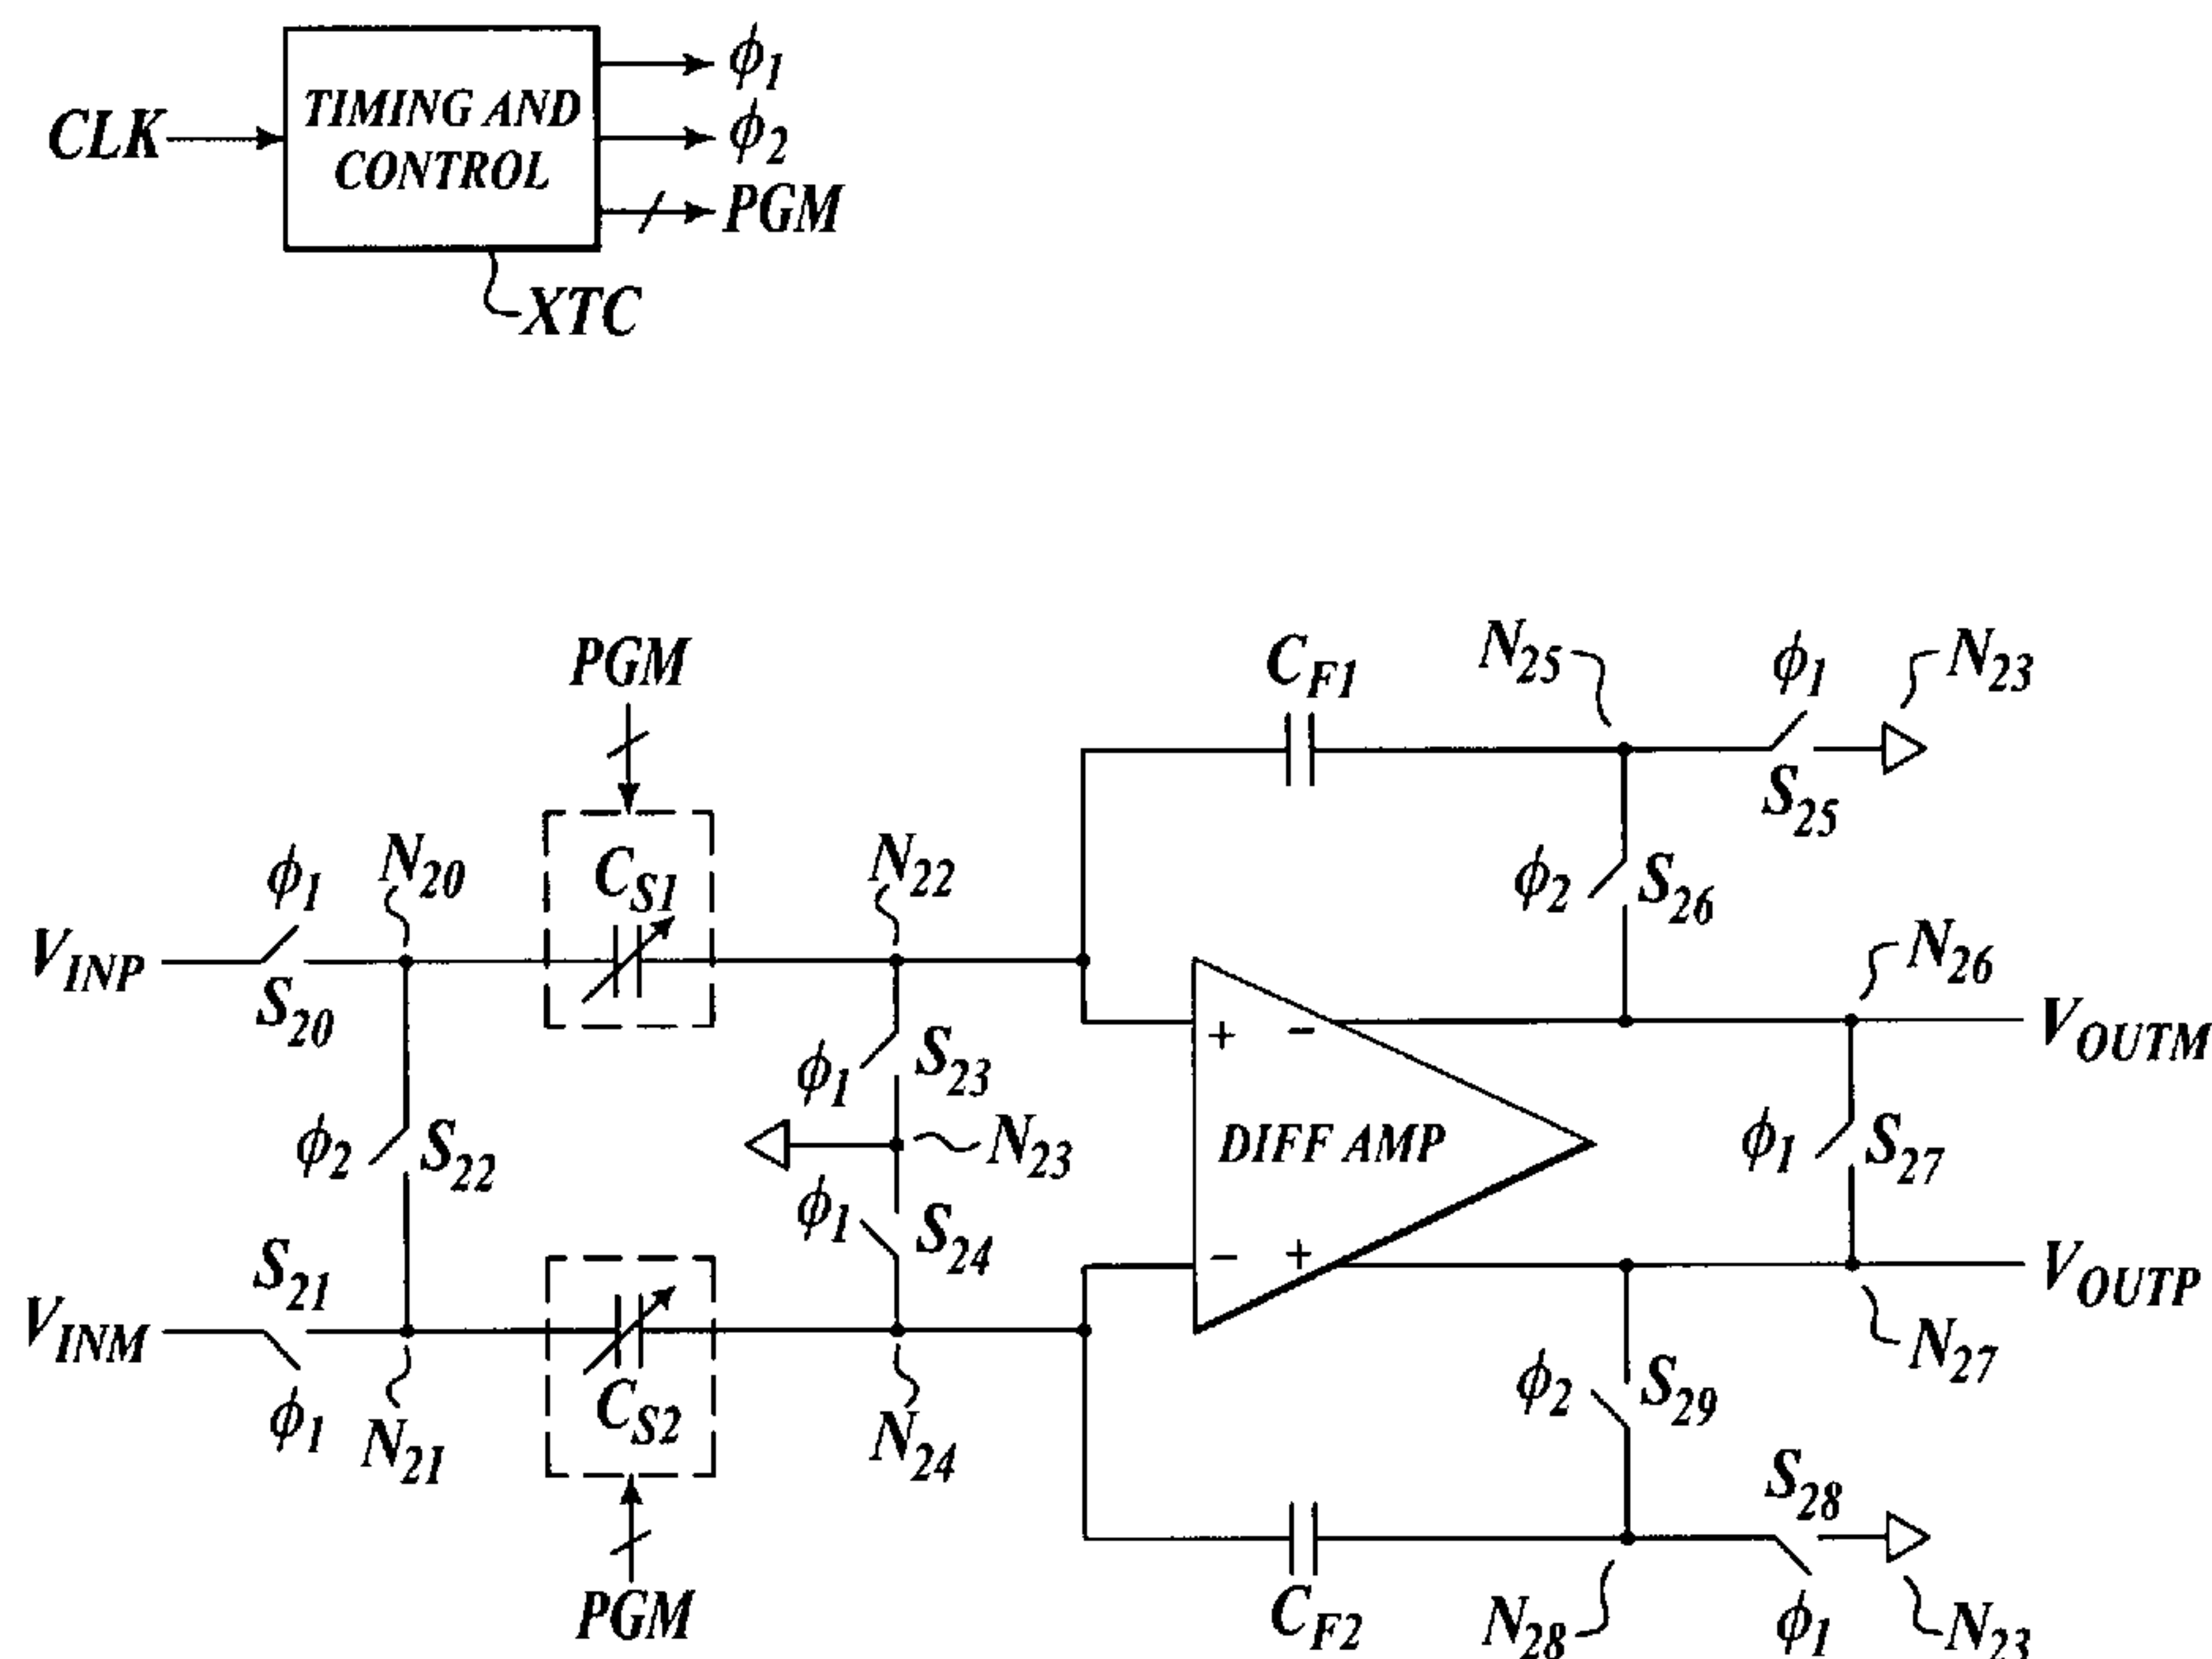 ϕ1
CLK
TIMING AND
CONTROL
ϕ2
PGM
XTC
PGM
CF1
N25
ϕ1
N23
S25
ϕ1
N20
CS1
N22
ϕ2
S26
VINP
S20
N26
ϕ1
S23
+
−
VOUTM
ϕ2
S22
N23
DIFF AMP
ϕ1
S27
ϕ1
S24
S21
−
+
VOUTP
VINM
N27
ϕ1
N21
CS2
N24
ϕ2
S29
S28
PGM
CF2
N28
ϕ1
N23